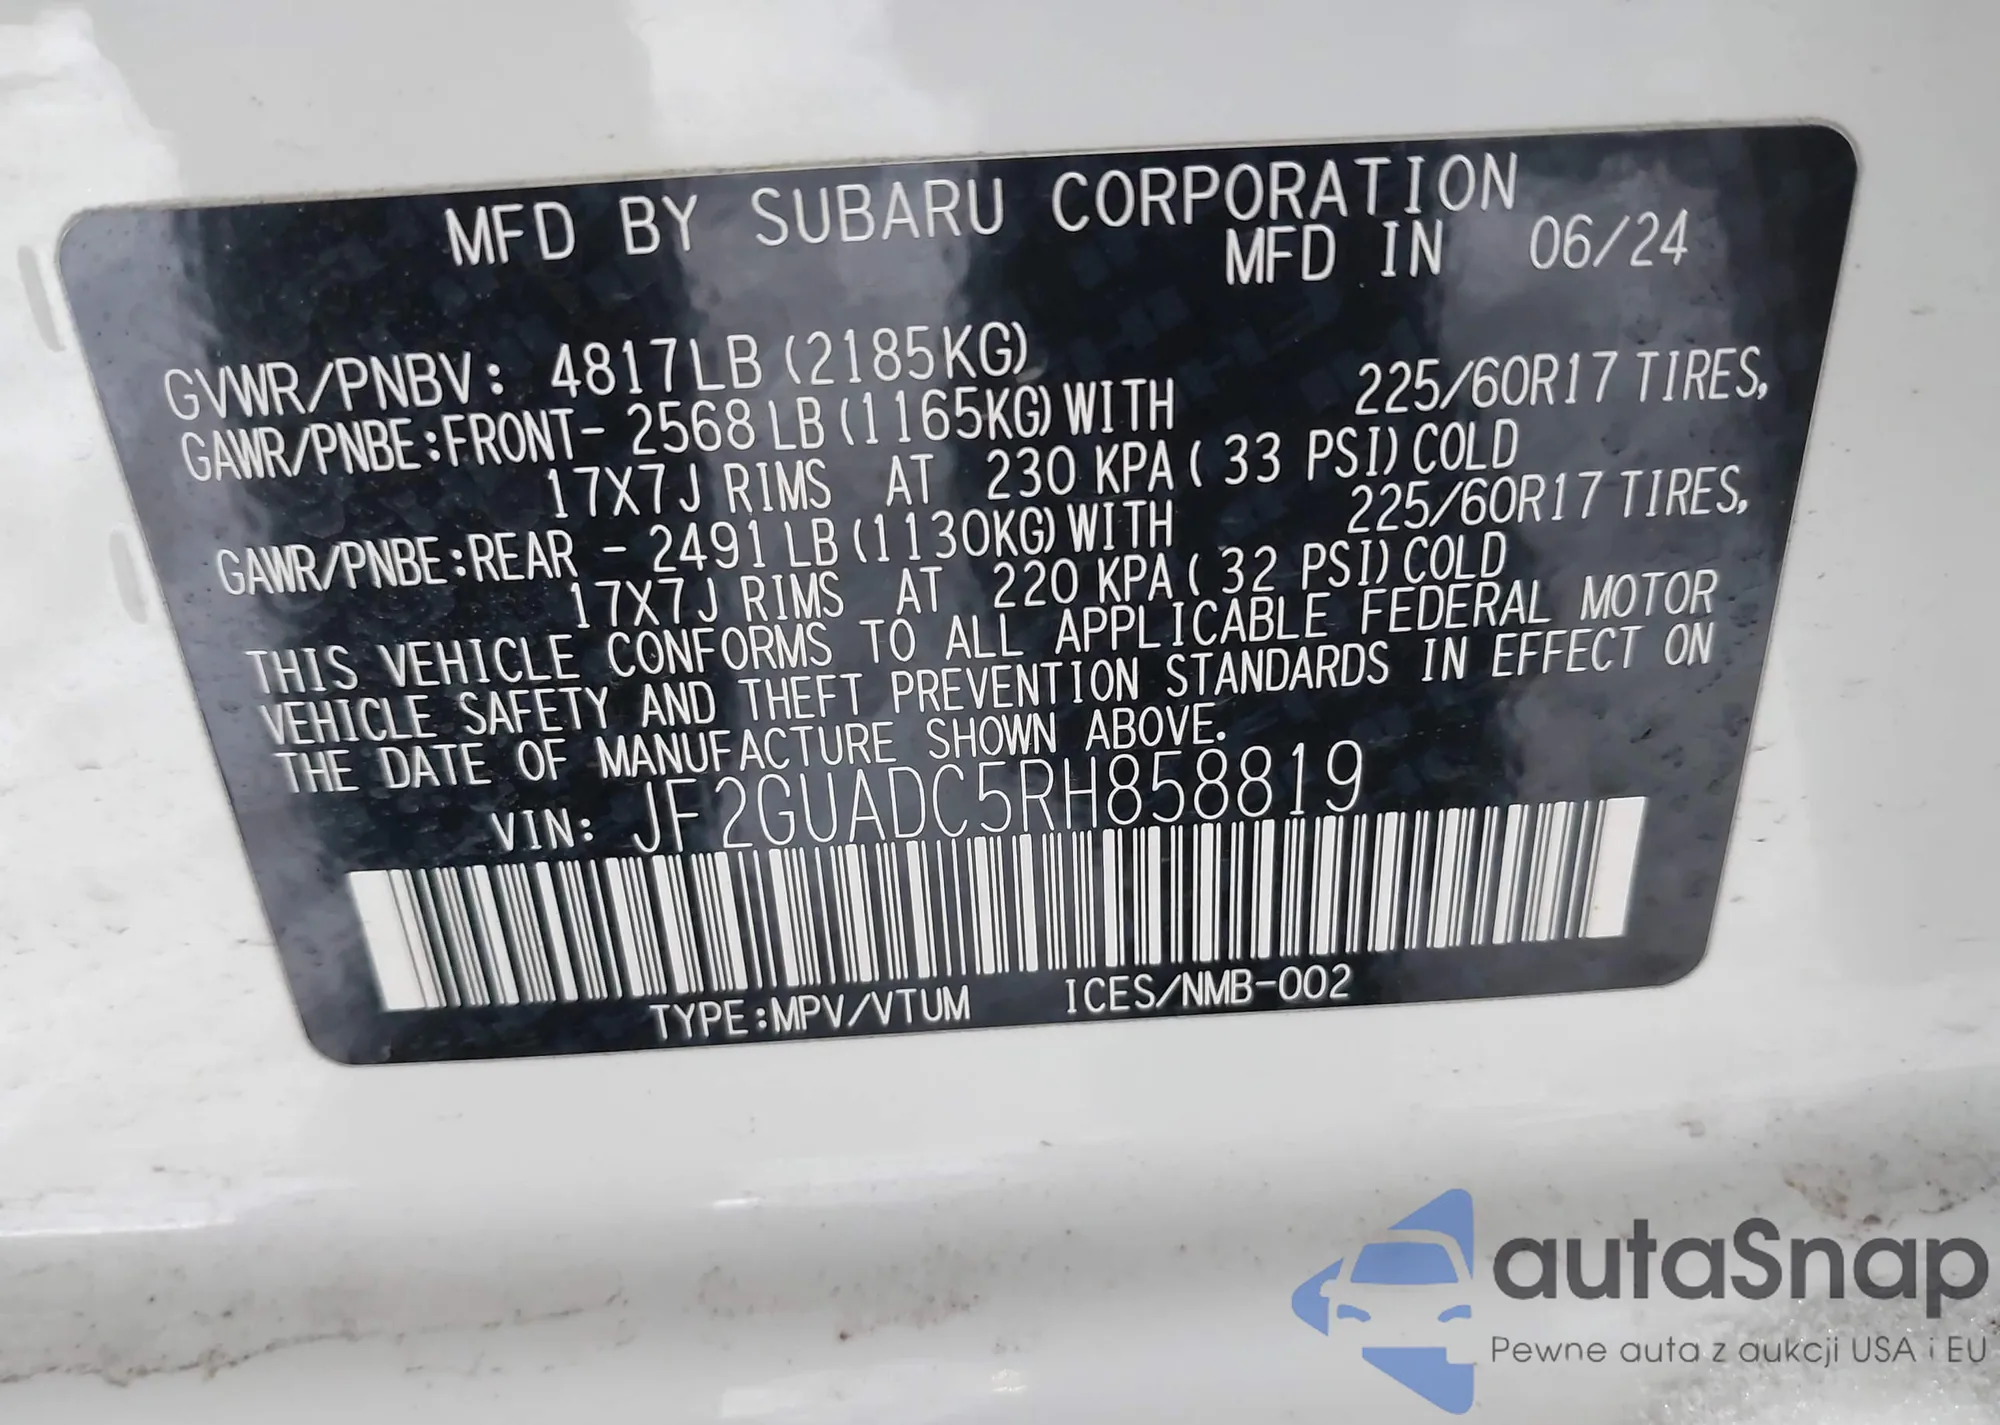 MFD BY SUBARU CORPORATION
MFD IN 06/24
GVWR/PNBV: 4817LB (2185KG)
GAWR/PNBE:FRONT- 2568 LB (1165KG) WITH 225/60R17 TIRES,
17X7J RIMS AT 230 KPA ( 33 PSI) COLD
GAWR/PNBE:REAR - 2491 LB (1130KG) WITH 225/60R17 TIRES,
17X7J RIMS AT 220 KPA ( 32 PSI) COLD
THIS VEHICLE CONFORMS TO ALL APPLICABLE FEDERAL MOTOR
VEHICLE SAFETY AND THEFT PREVENTION STANDARDS IN EFFECT ON
THE DATE OF MANUFACTURE SHOWN ABOVE.
VIN: JF2GUADC5RH858819
TYPE:MPV/VTUM ICES/NMB-002
autaSnap
Pewne auta z aukcji USA i EU